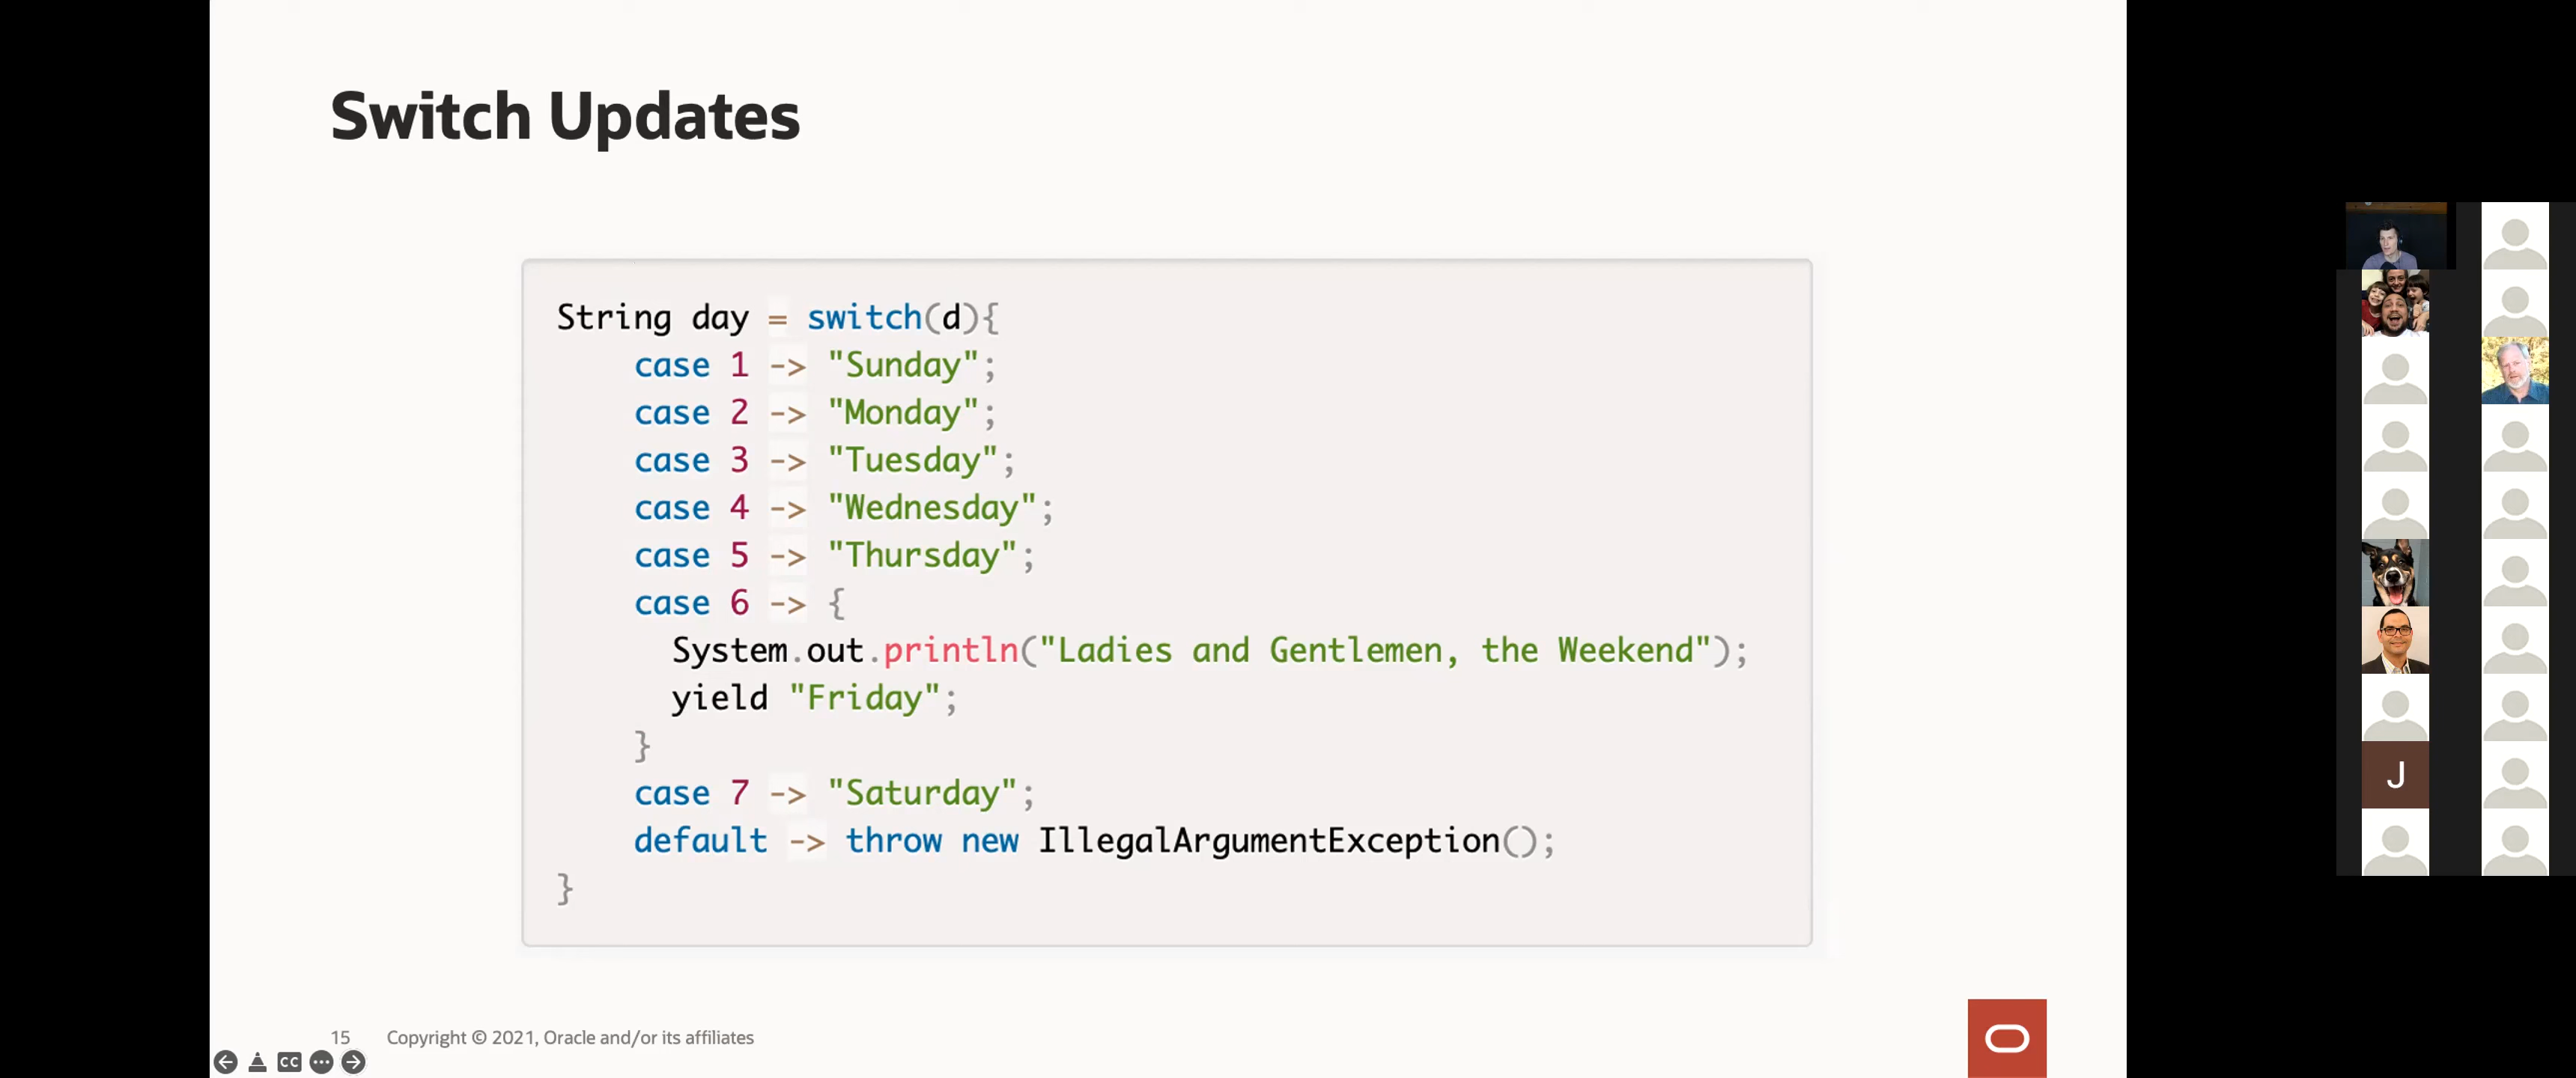 Switch Updates
String day = switch(d){
case 1 -> "Sunday";
case 2 -> "Monday";
case 3 -> "Tuesday";
case 4 -> "Wednesday";
case 5 -> "Thursday";
case 6 -> {
System.out.println("Ladies and Gentlemen, the Weekend");
yield "Friday";
}
case 7 -> "Saturday";
default -> throw new IllegalArgumentException();
}
15 Copyright © 2021, Oracle and/or its affiliates
CC
J